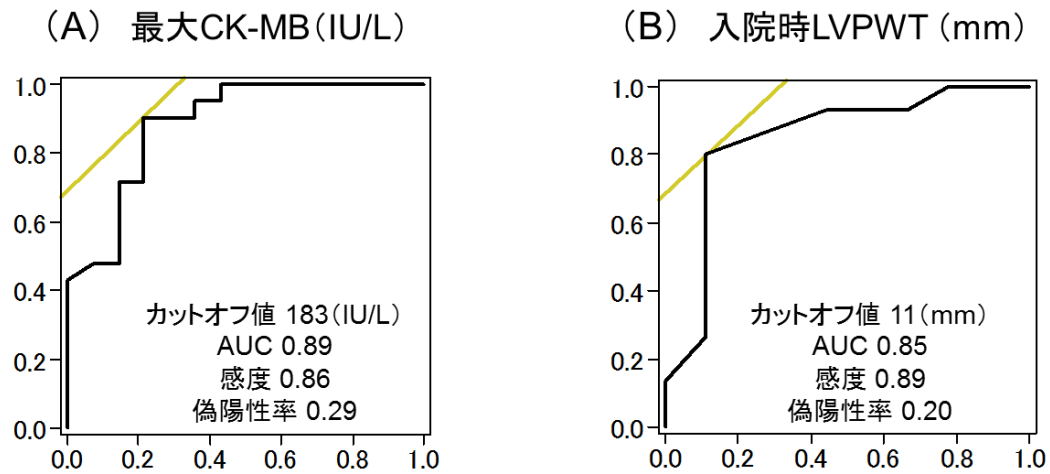 (A) 最大CK-MB(IU/L)
1.0
0.8
0.6
0.4
0.2
0.0
カットオフ値 183(IU/L)
AUC 0.89
感度 0.86
偽陽性率 0.29
0.0 0.2 0.4 0.6 0.8 1.0
(B) 入院時LVPWT(mm)
1.0
0.8
0.6
0.4
0.2
0.0
カットオフ値 11(mm)
AUC 0.85
感度 0.89
偽陽性率 0.20
0.0 0.2 0.4 0.6 0.8 1.0